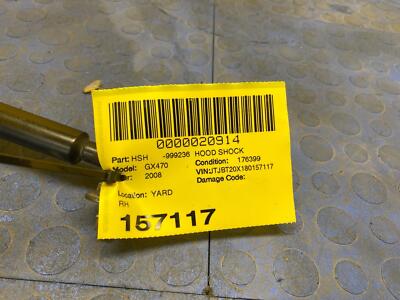 0000020914
Part: HSH -999236 HOOD SHOCK
Model: GX470 Condition: 176399
2008 VIN:JTJBT20X180157117
Damage Code:
Location: YARD
RH
157117